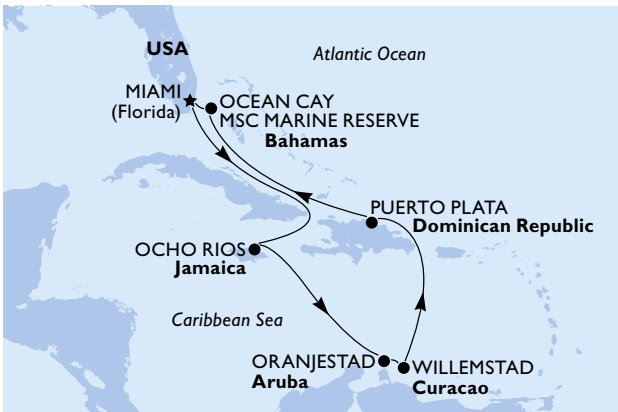 USA
Atlantic Ocean
MIAMI
(Florida)
OCEAN CAY
MSC MARINE RESERVE
Bahamas
PUERTO PLATA
Dominican Republic
OCHO RIOS
Jamaica
Caribbean Sea
ORANJESTAD
Aruba
WILLEMSTAD
Curacao